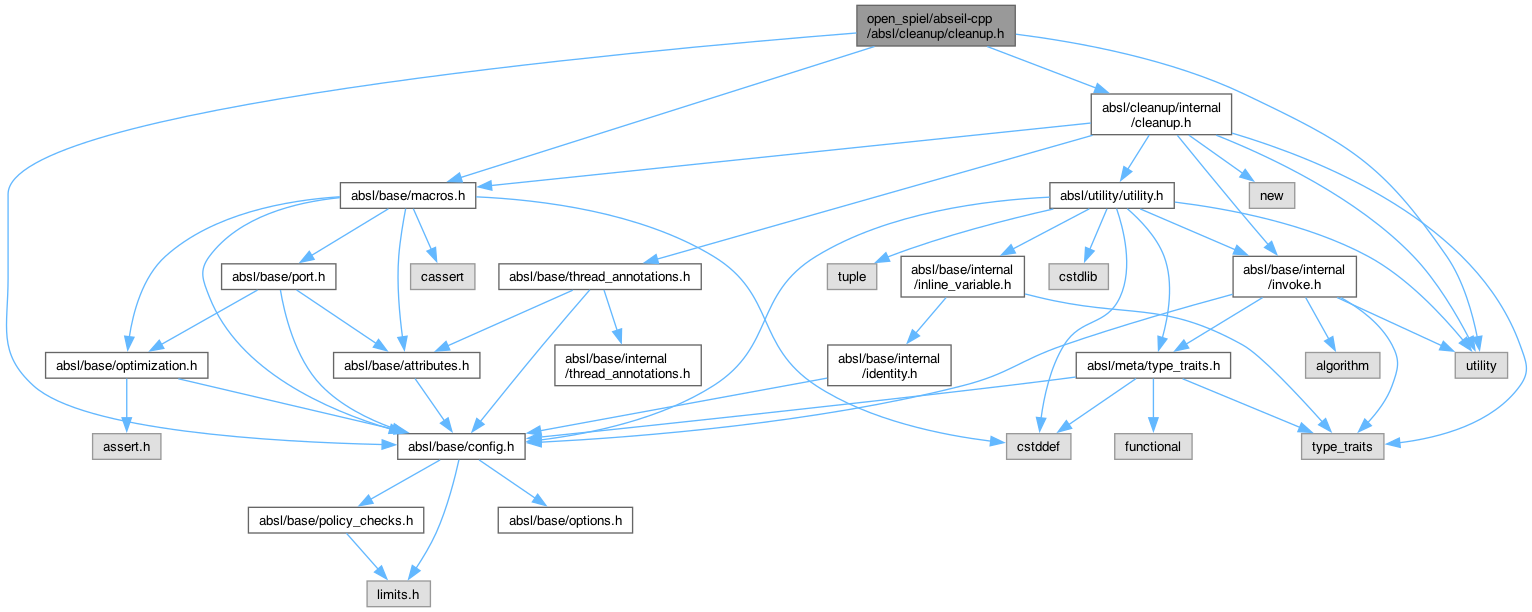 open_spiel/abseil-cpp
/absl/cleanup/cleanup.h
absl/cleanup/internal
/cleanup.h
absl/base/macros.h
absl/utility/utility.h
new
absl/base/port.h
cassert
absl/base/thread_annotations.h
tuple
absl/base/internal
/inline_variable.h
cstdlib
absl/base/internal
/invoke.h
absl/base/optimization.h
absl/base/attributes.h
absl/base/internal
/thread_annotations.h
absl/base/internal
/identity.h
absl/meta/type_traits.h
algorithm
utility
assert.h
absl/base/config.h
cstddef
functional
type_traits
absl/base/policy_checks.h
absl/base/options.h
limits.h